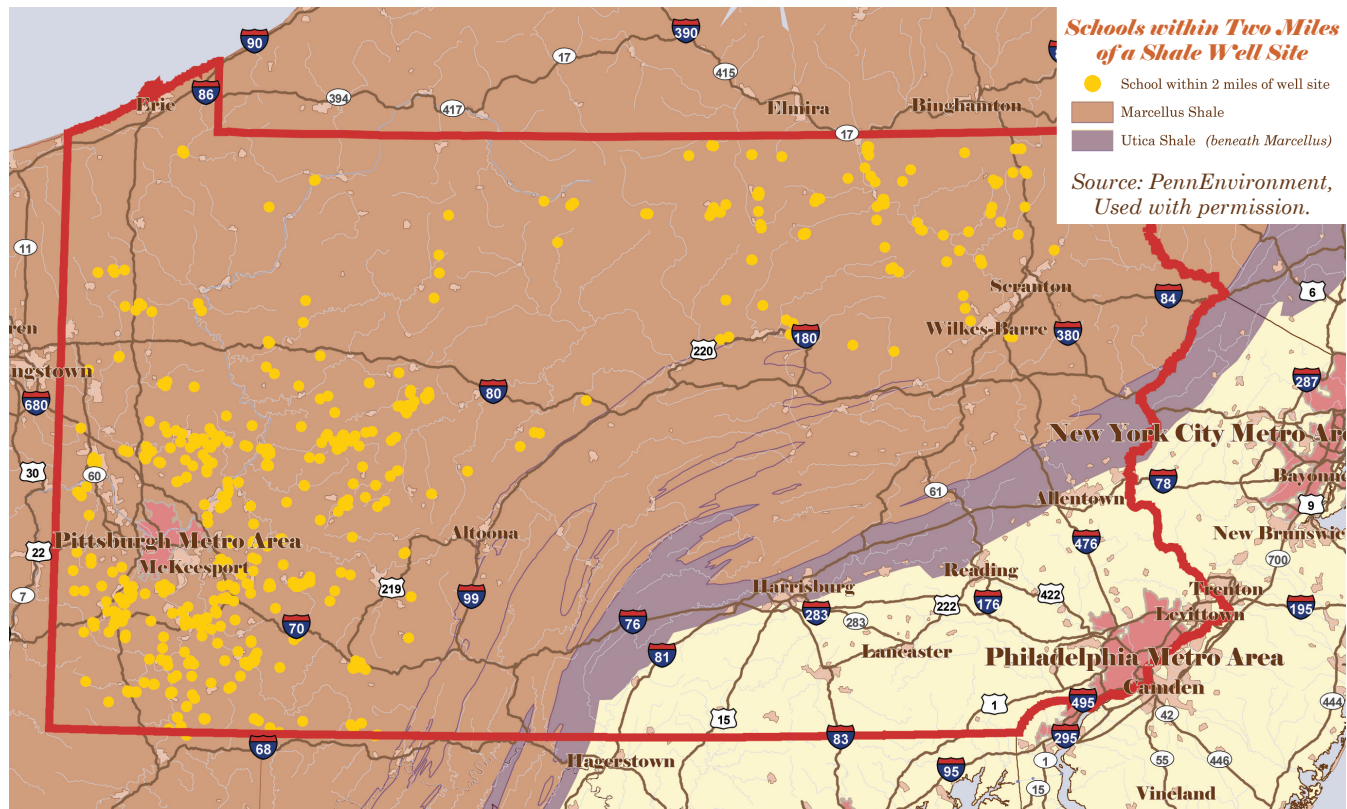 Schools within Two Miles
of a Shale Well Site
School within 2 miles of well site
Marcellus Shale
Utica Shale (beneath Marcellus)
Source: PennEnvironment,
Used with permission.
90
390
17
86
415
Erie
394
417
Elmira
Binghamton
17
11
Scranton
84
6
ren
Wilkes-Barre
380
180
220
ngstown
287
80
680
New York City Metro Are
30
60
78
Bayonne
61
Allentown
9
22
Pittsburgh Metro Area
Altoona
New Brunswic
476
McKeesport
700
Reading
7
219
99
Harrisburg
Trenton
222
176
422
Levittown
195
70
76
283
283
81
Lancaster
Philadelphia Metro Area
Camden
1
495
444
15
42
68
83
295
Hagerstown
95
1
55
446
15
Vineland